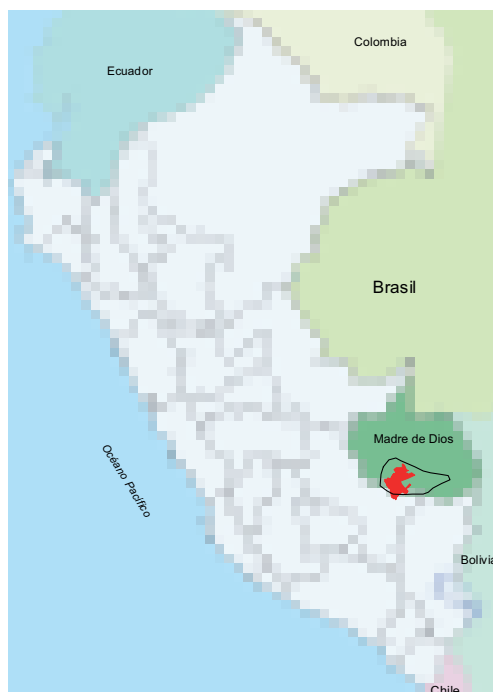 Colombia
Ecuador
Brasil
Madre de Dios
Océano Pacífico
Bolivia
Chile